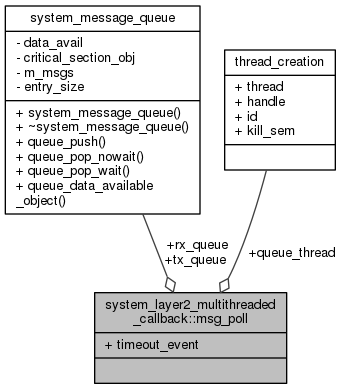 system_message_queue
- data_avail
- critical_section_obj
- m_msgs
- entry_size
+ system_message_queue()
+ ~system_message_queue()
+ queue_push()
+ queue_pop_nowait()
+ queue_pop_wait()
+ queue_data_available
_object()
thread_creation
+ thread
+ handle
+ id
+ kill_sem
+rx_queue
+tx_queue
+queue_thread
system_layer2_multithreaded
_callback::msg_poll
+ timeout_event